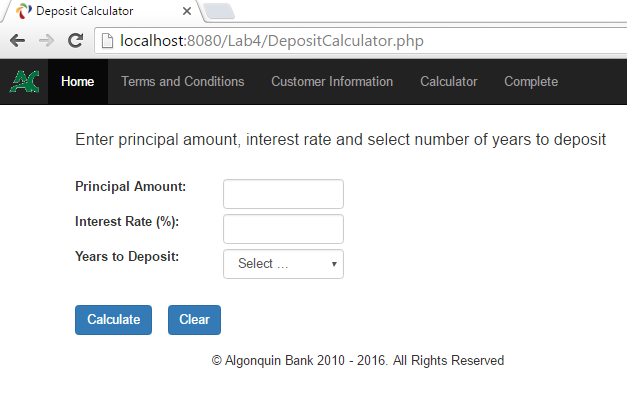 Deposit Calculator
localhost:8080/Lab4/DepositCalculator.php
AC Home Terms and Conditions Customer Information Calculator Complete
Enter principal amount, interest rate and select number of years to deposit
Principal Amount:
Interest Rate (%):
Years to Deposit: Select ...
Calculate Clear
© Algonquin Bank 2010 - 2016. All Rights Reserved